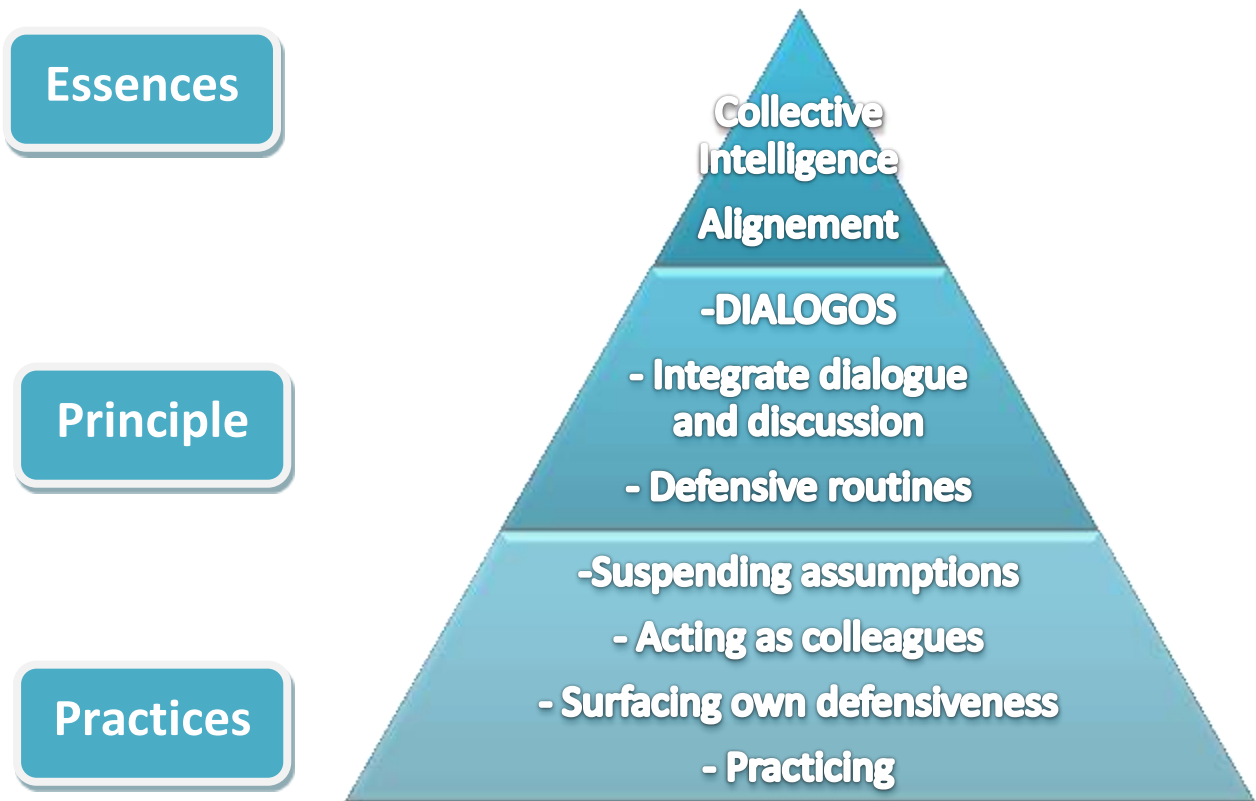 Essences
Collective
Intelligence
Alignement
Principle
-DIALOGOS
- Integrate dialogue
and discussion
- Defensive routines
Practices
-Suspending assumptions
- Acting as colleagues
- Surfacing own defensiveness
- Practicing